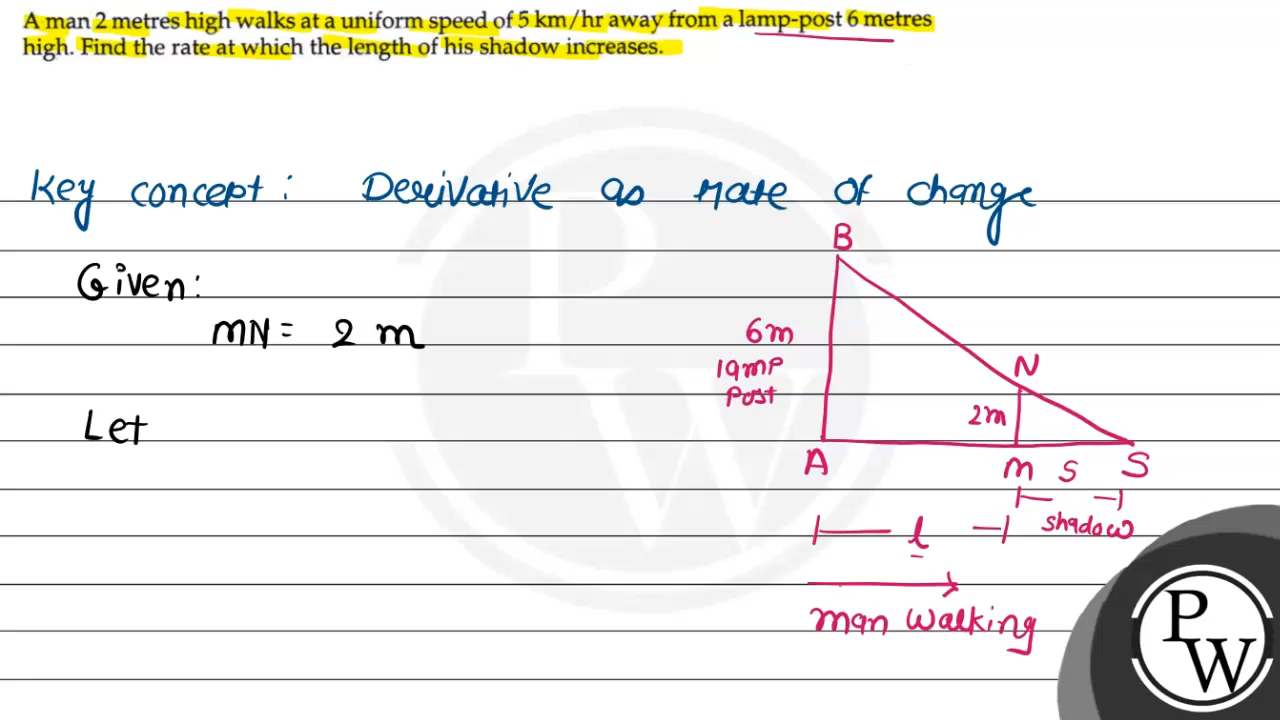 A man 2 metres high walks at a uniform speed of 5 km/hr away from a lamp-post 6 metres
high. Find the rate at which the length of his shadow increases.
Key concept: Derivative as rate of change
Given:
MN = 2 m
Let
B
6m
lamp
post
N
2m
A
m
s
S
l
shadow
man walking
P
W
P
W